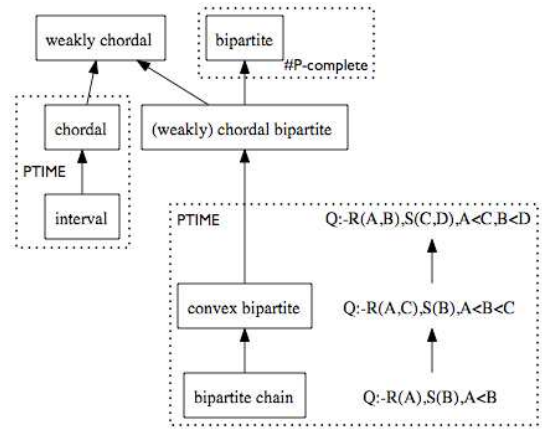 weakly chordal
bipartite
#P-complete
chordal
(weakly) chordal bipartite
PTIME
interval
PTIME
Q:-R(A,B),S(C,D),A<C,B<D
convex bipartite
Q:-R(A,C),S(B),A<B<C
bipartite chain
Q:-R(A),S(B),A<B